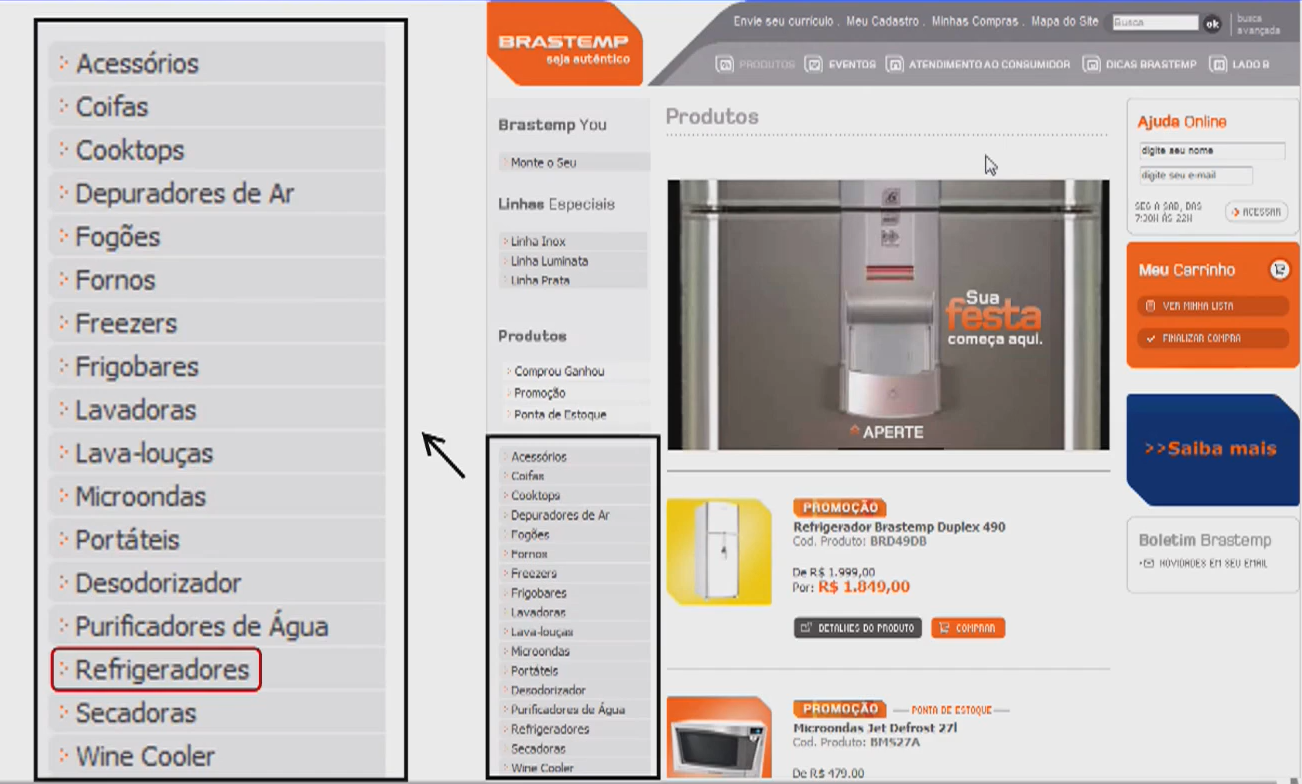 Acessórios
Coifas
Cooktops
Depuradores de Ar
Fogões
Fornos
Freezers
Frigobares
Lavadoras
Lava-louças
Microondas
Portáteis
Desodorizador
Purificadores de Água
Refrigeradores
Secadoras
Wine Cooler
BRASTEMP
seja autêntico
Envie seu currículo . Meu Cadastro . Minhas Compras . Mapa do Site
Busca
ok
busca
avançada
PRODUTOS
EVENTOS
ATENDIMENTO AO CONSUMIDOR
DICAS BRASTEMP
LADO B
Brastemp You
Monte o Seu
Linhas Especiais
Linha Inox
Linha Luminata
Linha Prata
Produtos
Comprou Ganhou
Promoção
Ponta de Estoque
Acessórios
Coifas
Cooktops
Depuradores de Ar
Fogões
Fornos
Freezers
Frigobares
Lavadoras
Lava-louças
Microondas
Portáteis
Desodorizador
Purificadores de Água
Refrigeradores
Secadoras
Wine Cooler
Produtos
Sua
festa
começa aqui.
APERTE
PROMOÇÃO
Refrigerador Brastemp Duplex 490
Cod. Produto: BRD49DB
De R$ 1.999,00
Por: R$ 1.849,00
DETALHES DO PRODUTO
COMPRAR
PROMOÇÃO
PONTA DE ESTOQUE
Microondas Jet Defrost 27l
Cod. Produto: BMS27A
De R$ 479,00
Ajuda Online
digite seu nome
digite seu e-mail
SEG A SAB, DAS
7:30H ÀS 22H
ACESSAR
Meu Carrinho
VER MINHA LISTA
FINALIZAR COMPRA
>>Saiba mais
Boletim Brastemp
NOVIDADES EM SEU EMAIL